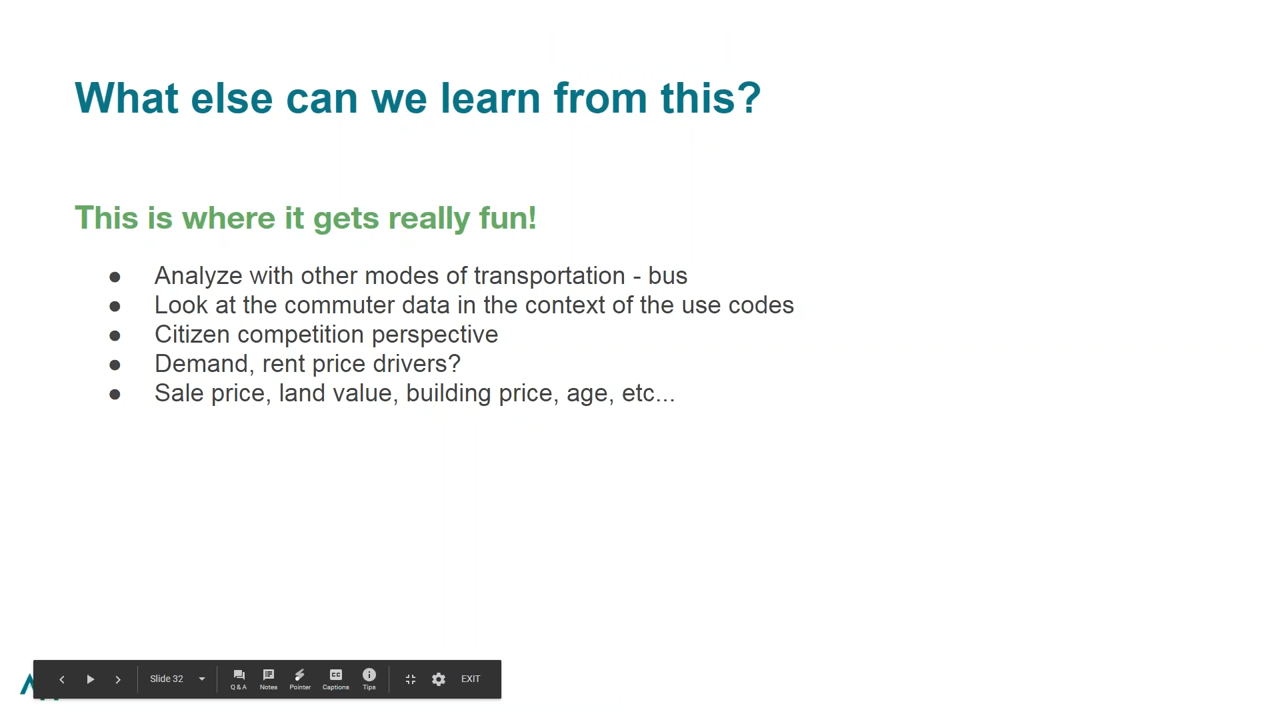 What else can we learn from this?
This is where it gets really fun!
● Analyze with other modes of transportation - bus
● Look at the commuter data in the context of the use codes
● Citizen competition perspective
● Demand, rent price drivers?
● Sale price, land value, building price, age, etc...
Slide 32 Q & A Notes Pointer Captions Tips EXIT